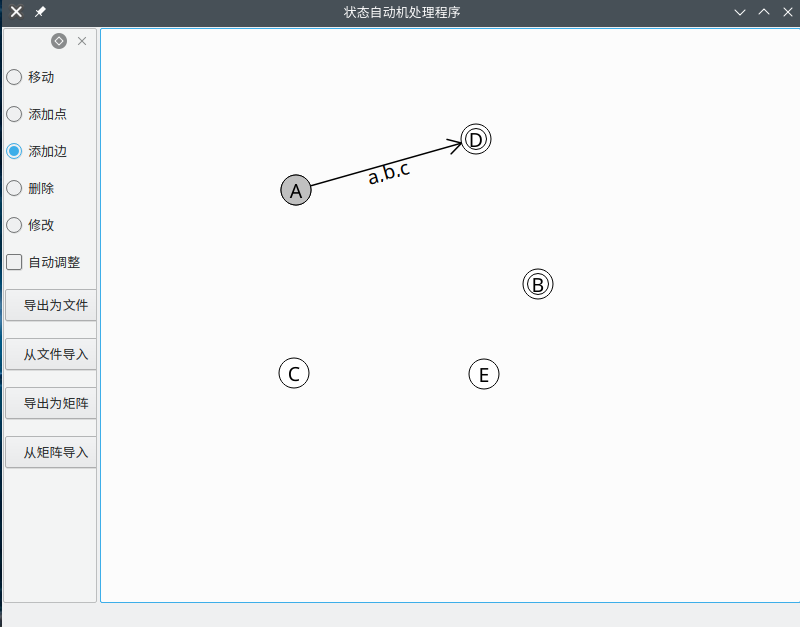 状态自动机处理程序
移动
添加点
添加边
删除
修改
自动调整
导出为文件
从文件导入
导出为矩阵
从矩阵导入
D
A
a.b.c
B
C
E